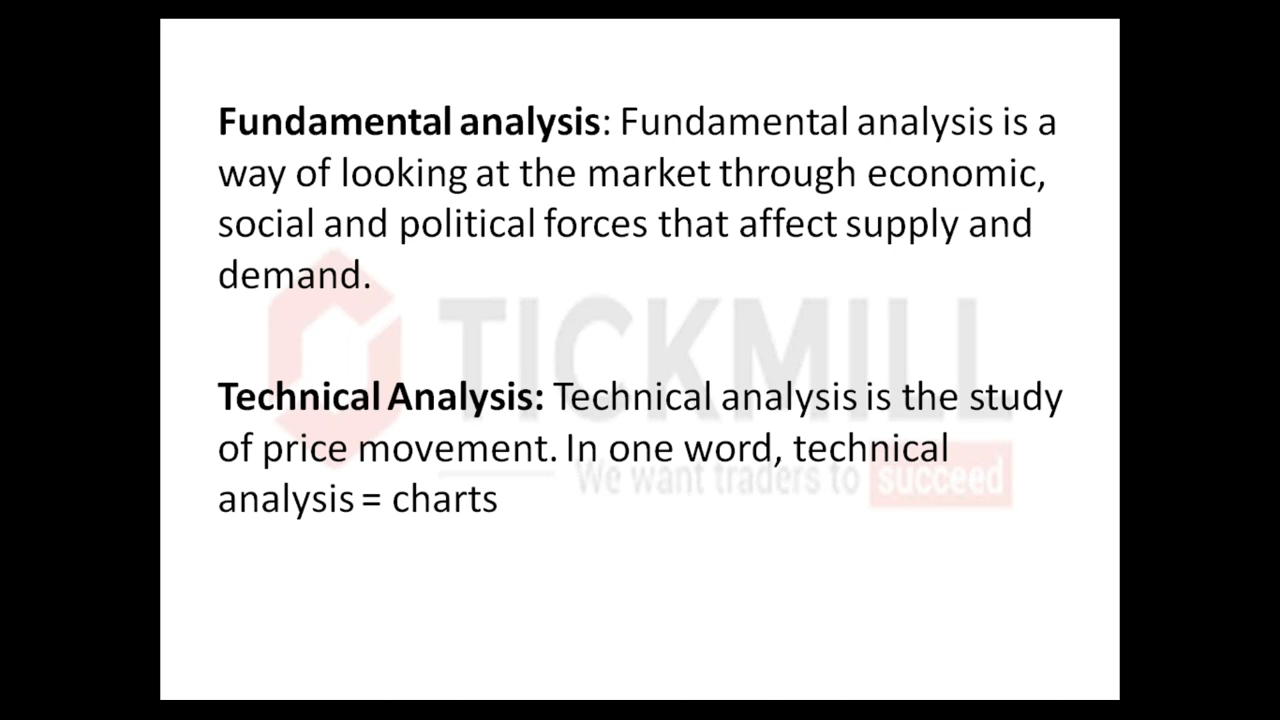 Fundamental analysis: Fundamental analysis is a
way of looking at the market through economic,
social and political forces that affect supply and
demand.
TICKMILL
Technical Analysis: Technical analysis is the study
of price movement. In one word, technical
We want traders to succeed
analysis = charts